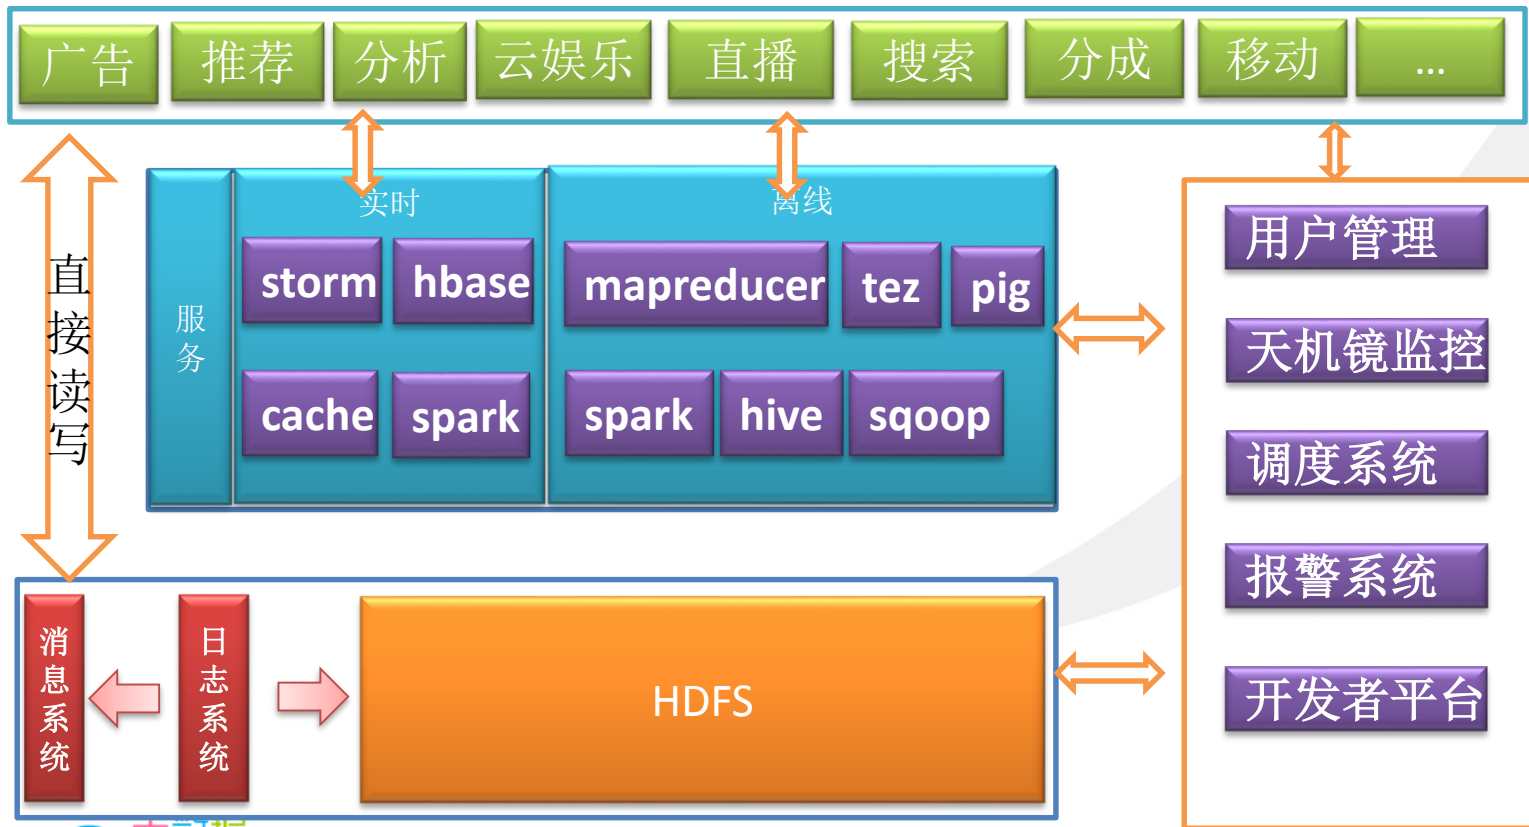 广告
推荐
分析
云娱乐
直播
搜索
分成
移动
...
直接读写
服务
实时
storm
hbase
cache
spark
离线
mapreducer
tez
pig
spark
hive
sqoop
用户管理
天机镜监控
调度系统
报警系统
开发者平台
消息系统
日志系统
HDFS